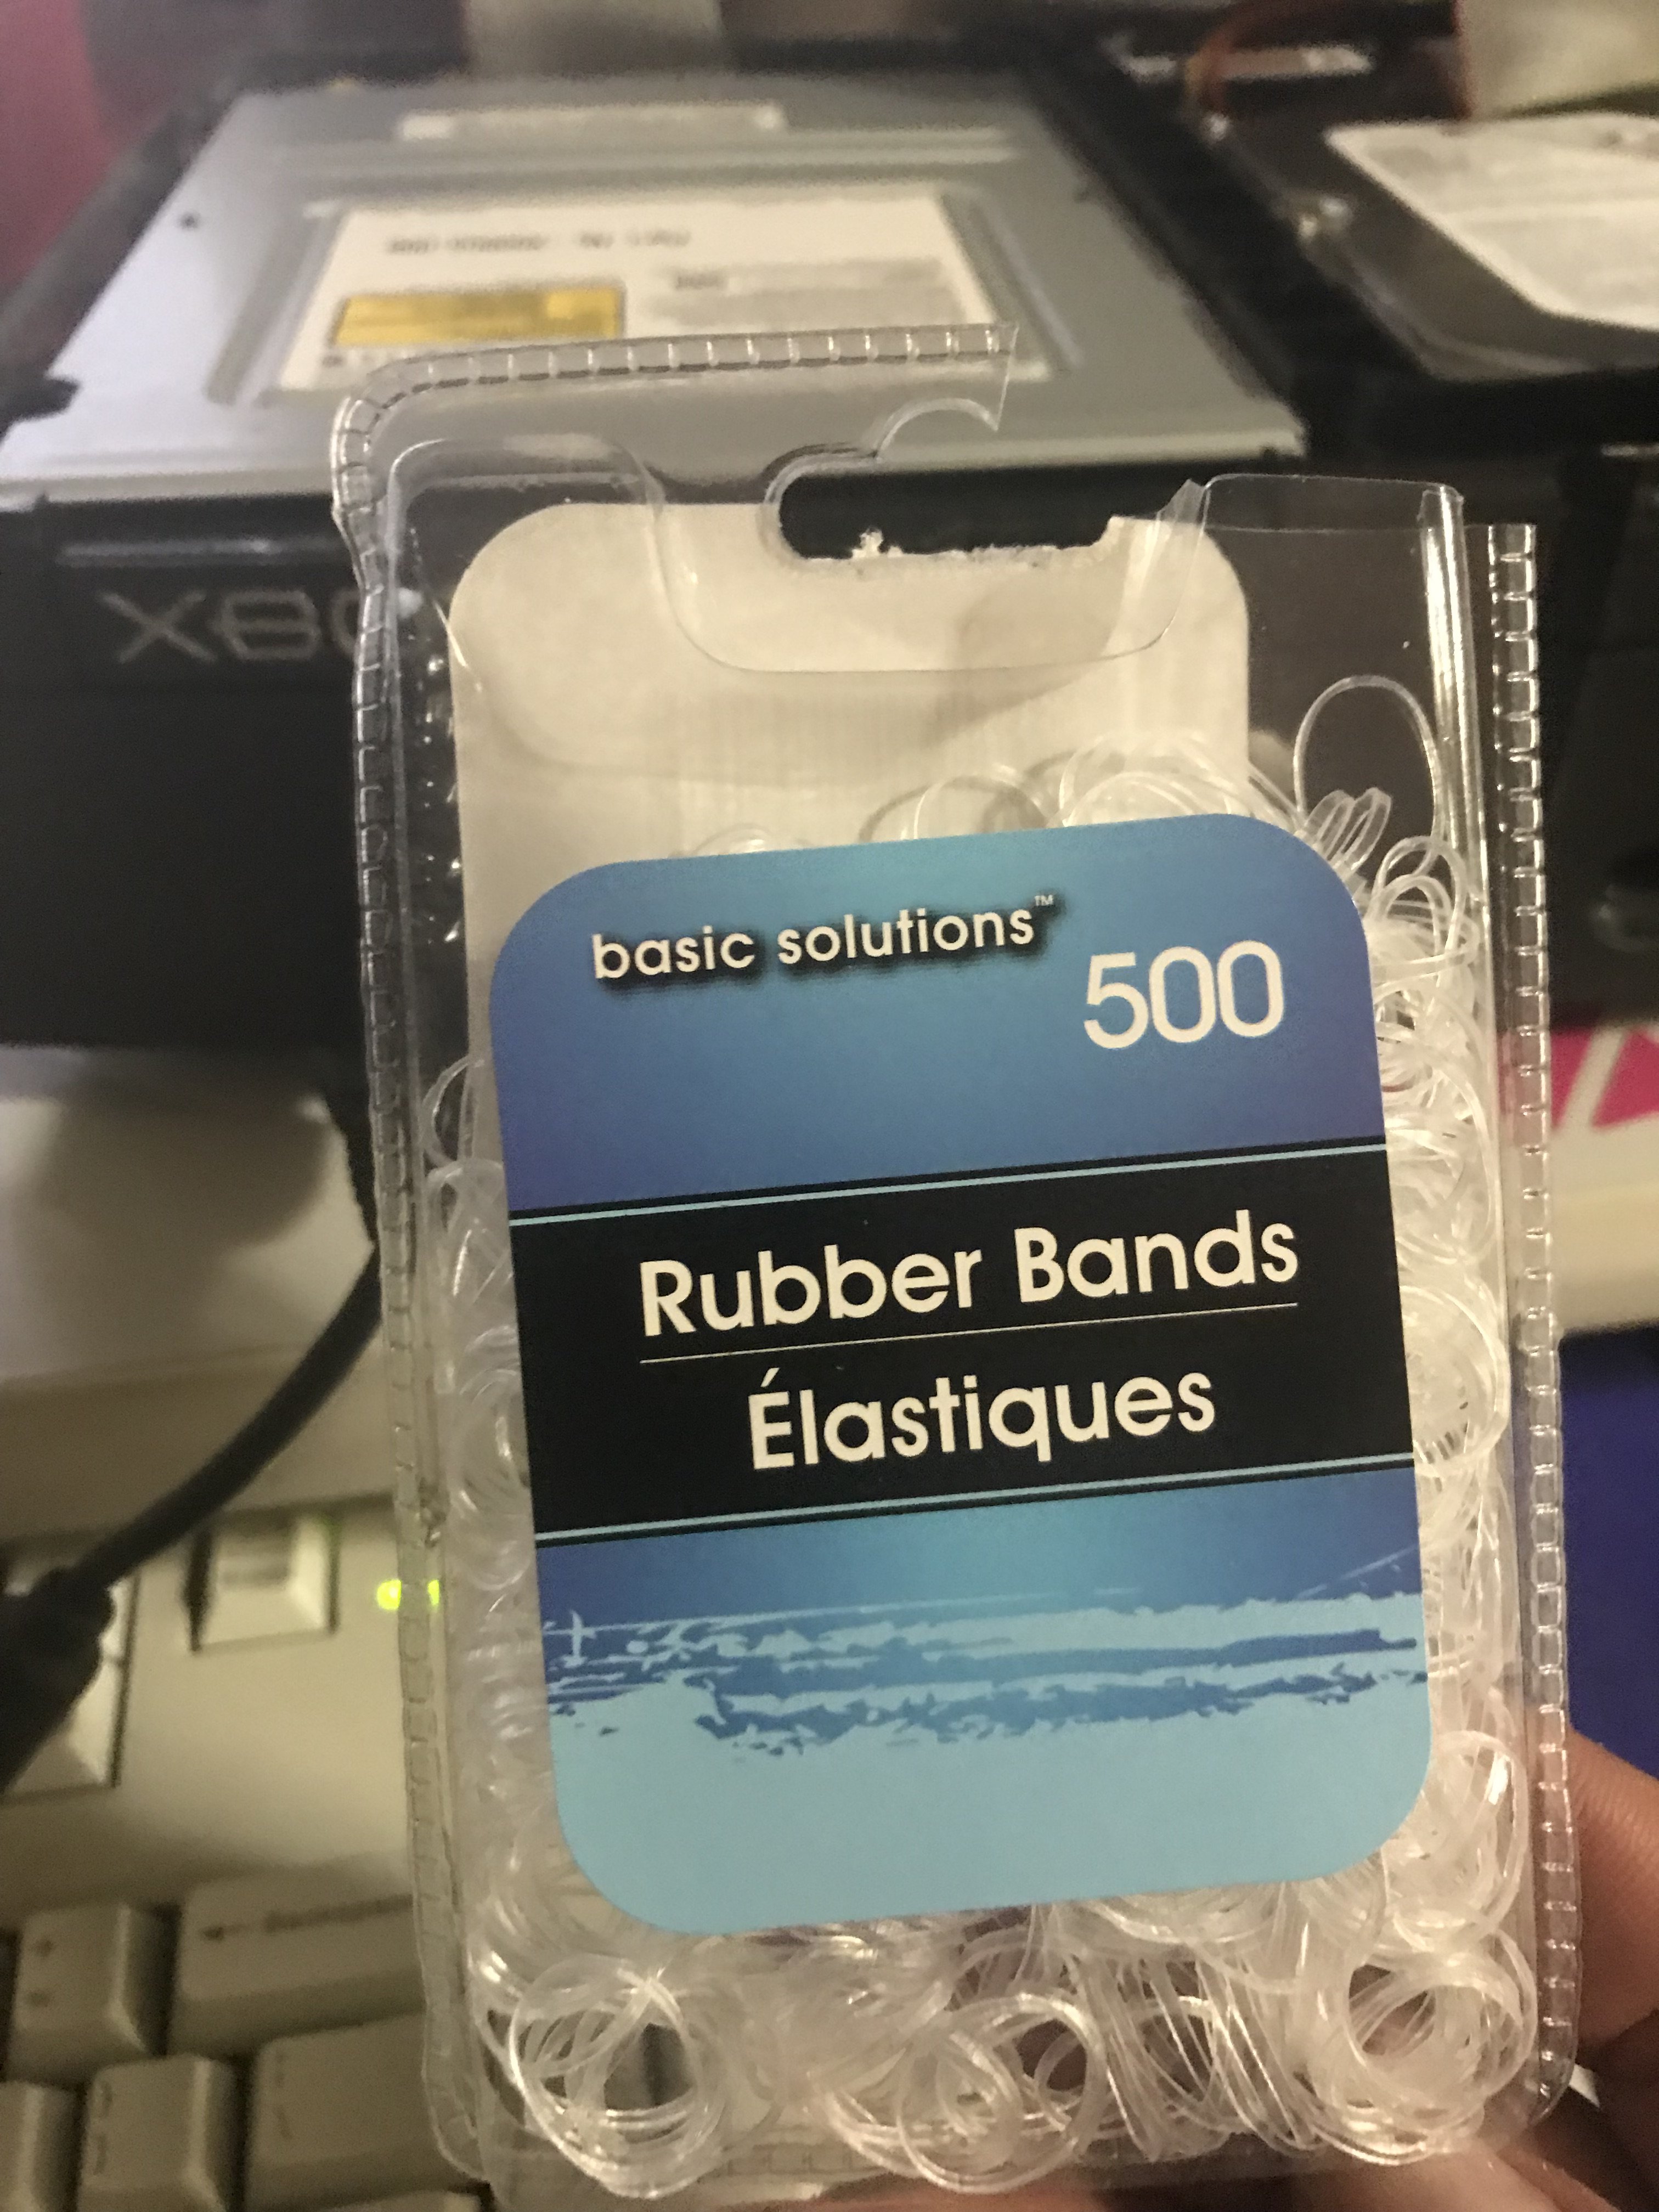 XBO
basic solutions™
500
Rubber Bands
Élastiques